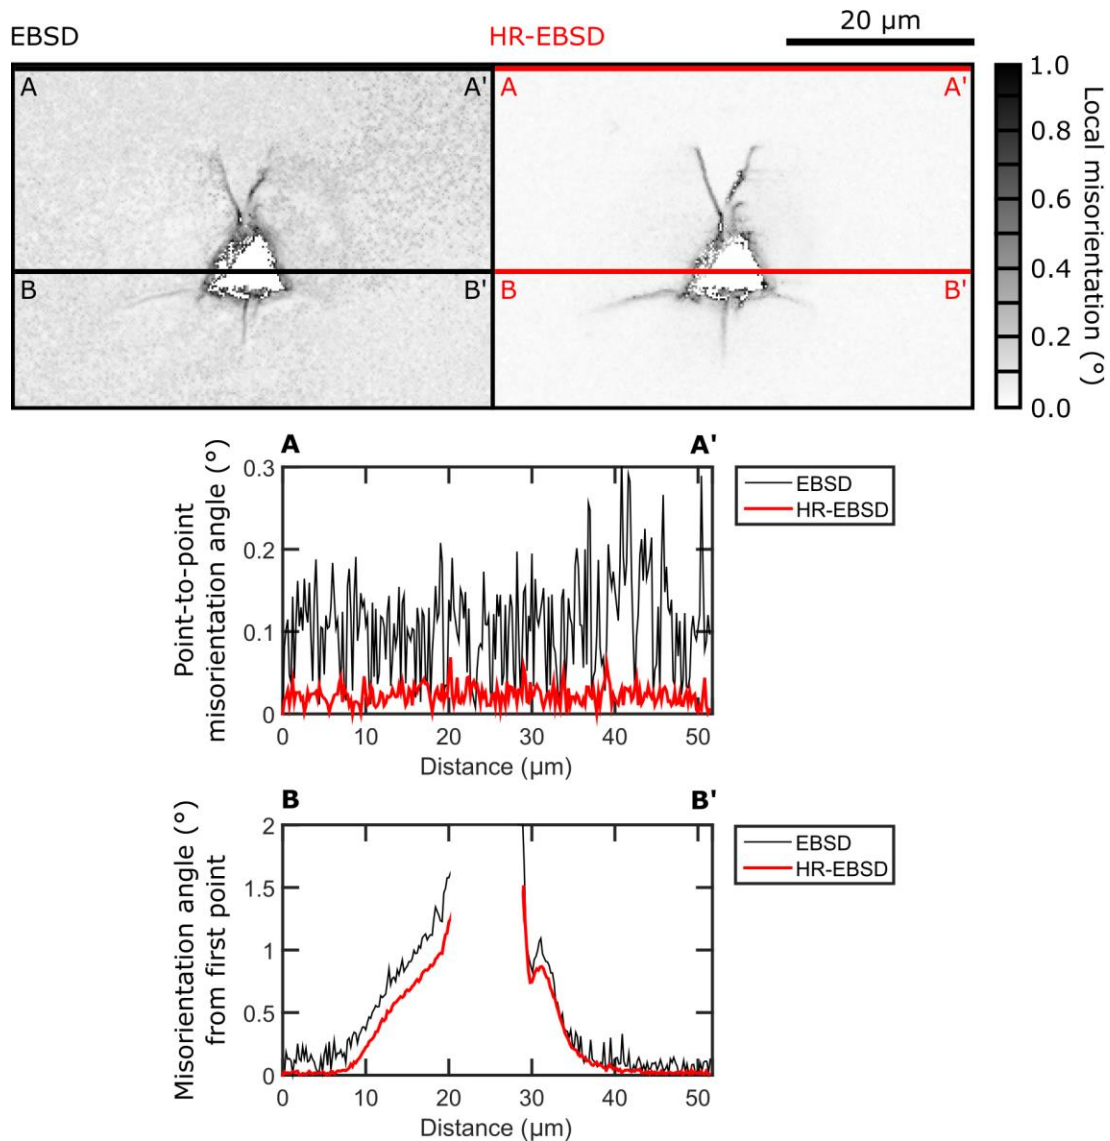 EBSD
HR-EBSD
20 µm
A
A'
A
A'
B
B'
B
B'
1.0
0.8
0.6
0.4
0.2
0.0
Local misorientation (°)
A
A'
Point-to-point
misorientation angle (°)
0.3
0.2
0.1
0
0
10
20
30
40
50
Distance (µm)
EBSD
HR-EBSD
B
B'
Misorientation angle (°)
from first point
2
1.5
1
0.5
0
0
10
20
30
40
50
Distance (µm)
EBSD
HR-EBSD